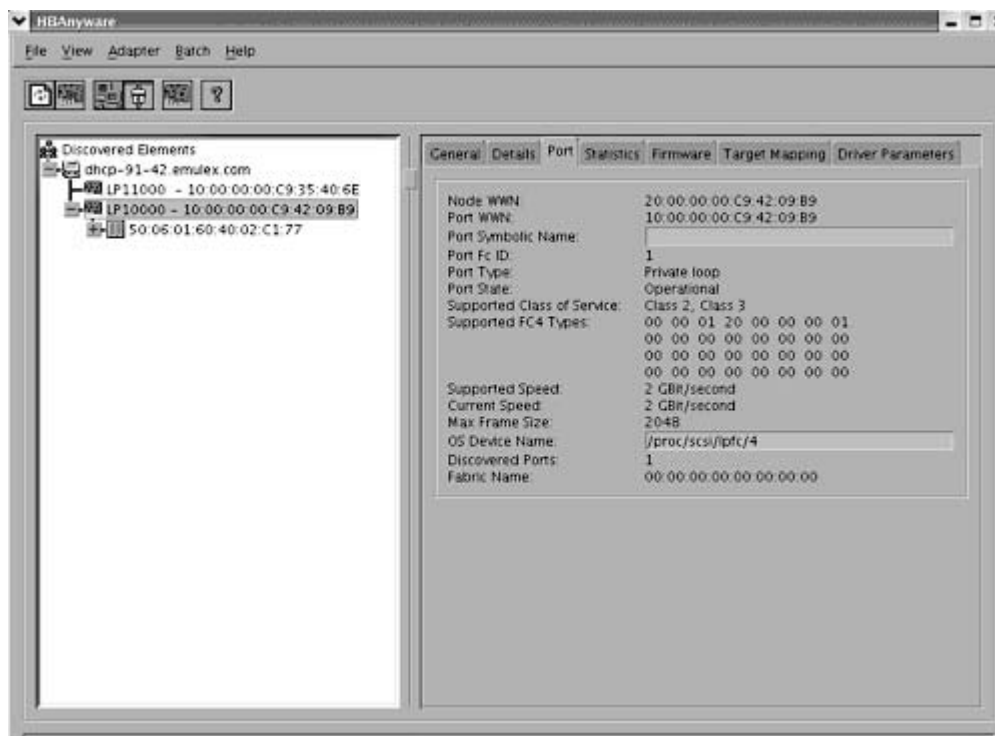 HBAnyware
File View Adapter Batch Help
Discovered Elements
dhcp-91-42.emulex.com
LP11000 - 10:00:00:00:C9:35:40:6E
LP10000 - 10:00:00:00:C9:42:09:B9
50:06:01:60:40:02:C1:77
General Details Port Statistics Firmware Target Mapping Driver Parameters
Node WWN: 20:00:00:00:C9:42:09:B9
Port WWN: 10:00:00:00:C9:42:09:B9
Port Symbolic Name:
Port Fc ID: 1
Port Type: Private loop
Port State: Operational
Supported Class of Service: Class 2, Class 3
Supported FC4 Types: 00 00 01 20 00 00 00 01
00 00 00 00 00 00 00 00
00 00 00 00 00 00 00 00
00 00 00 00 00 00 00 00
Supported Speed: 2 GBit/second
Current Speed: 2 GBit/second
Max Frame Size: 2048
OS Device Name: /proc/scsi/lpfc/4
Discovered Ports: 1
Fabric Name: 00:00:00:00:00:00:00:00